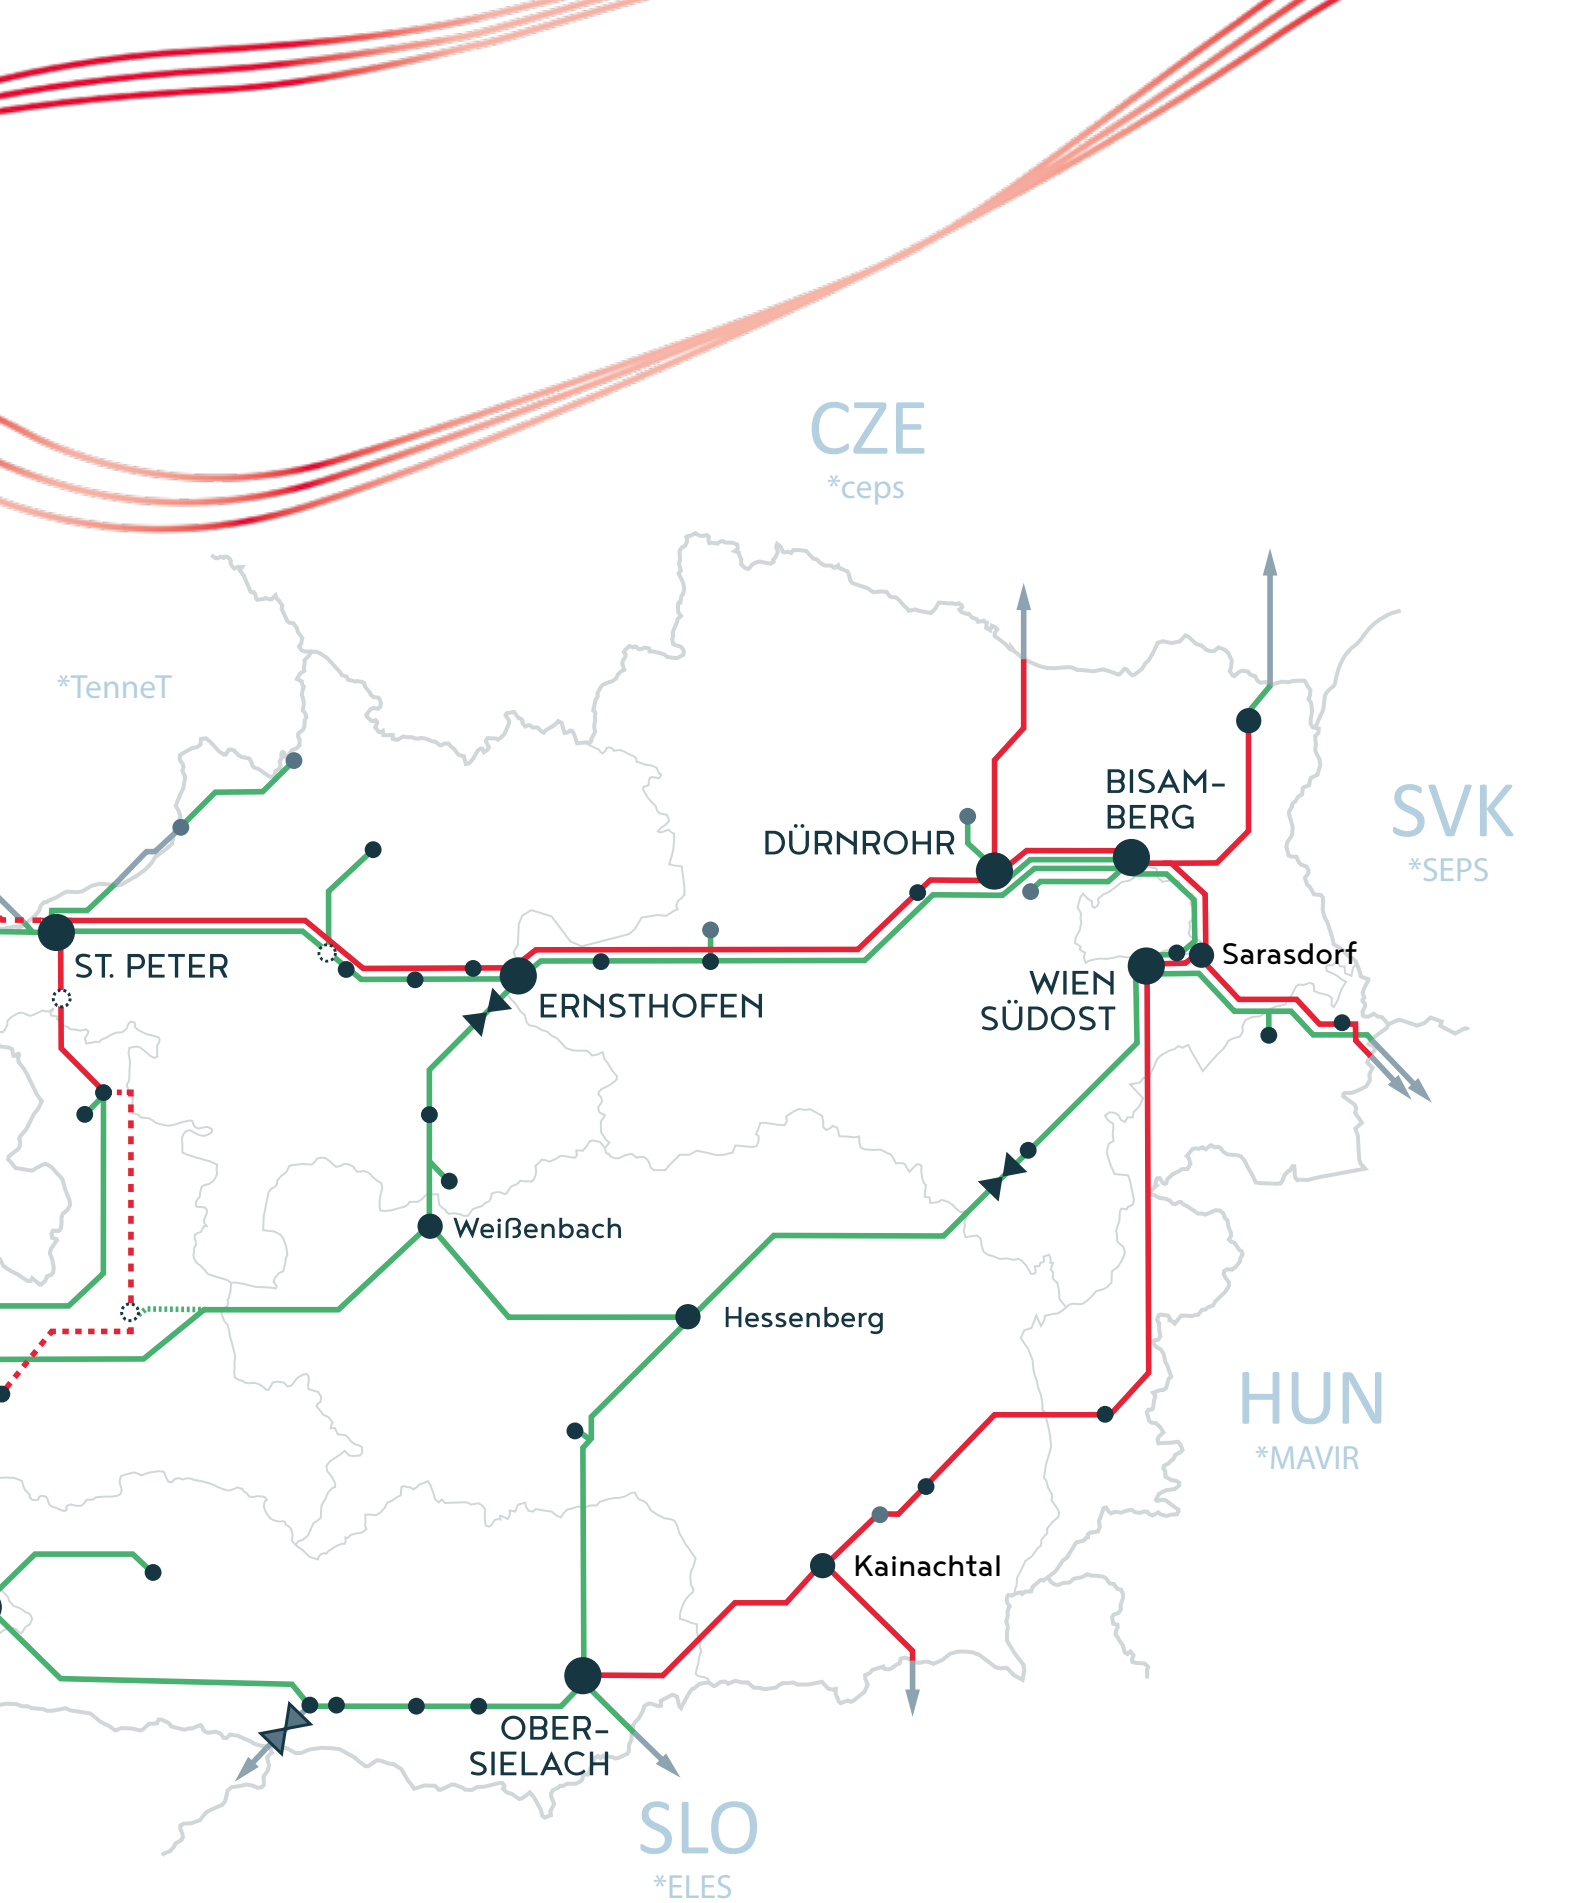 CZE
*ceps
*TenneT
BISAM-
BERG
DÜRNROHR
SVK
*SEPS
ST. PETER
Sarasdorf
WIEN
SÜDOST
ERNSTHOFEN
Weißenbach
Hessenberg
HUN
*MAVIR
Kainachtal
OBER-
SIELACH
SLO
*ELES